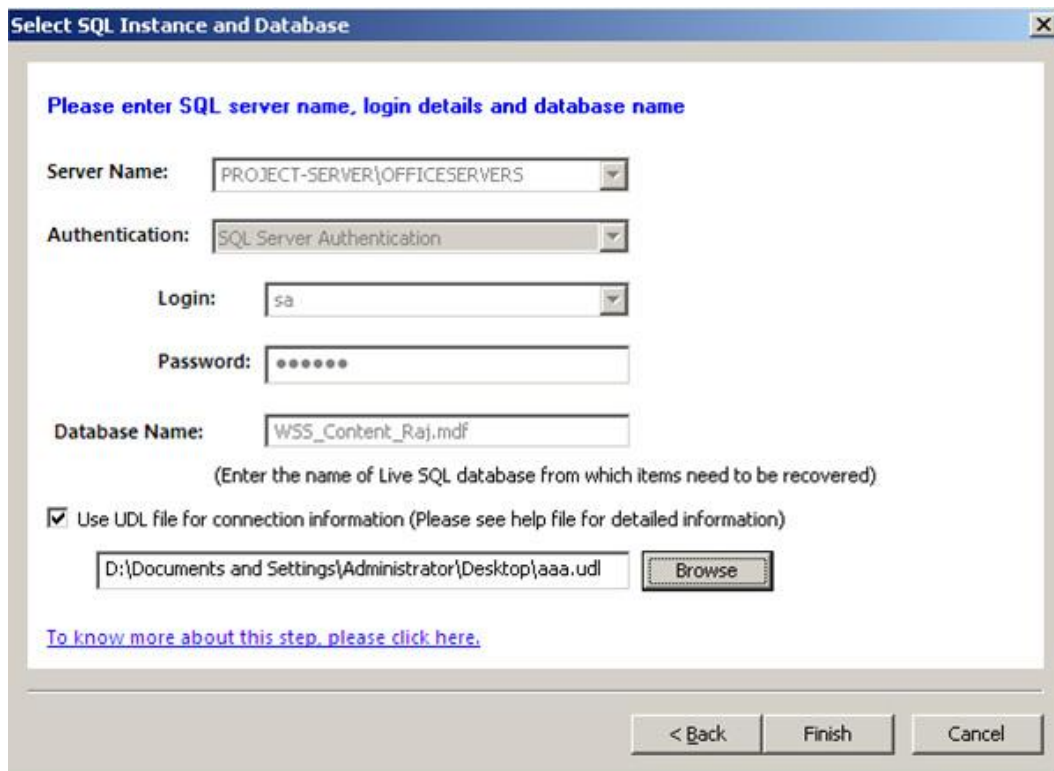 Select SQL Instance and Database
Please enter SQL server name, login details and database name
Server Name: PROJECT-SERVER\OFFICESERVERS
Authentication: SQL Server Authentication
Login: sa
Password: ●●●●●●
Database Name: WSS_Content_Raj.mdf
(Enter the name of Live SQL database from which items need to be recovered)
Use UDL file for connection information (Please see help file for detailed information)
D:\Documents and Settings\Administrator\Desktop\aaa.udl Browse
To know more about this step, please click here.
< Back Finish Cancel